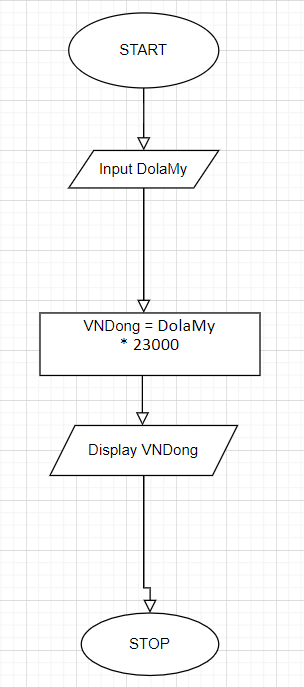 START
Input DolaMy
VNDong = DolaMy
* 23000
Display VNDong
STOP